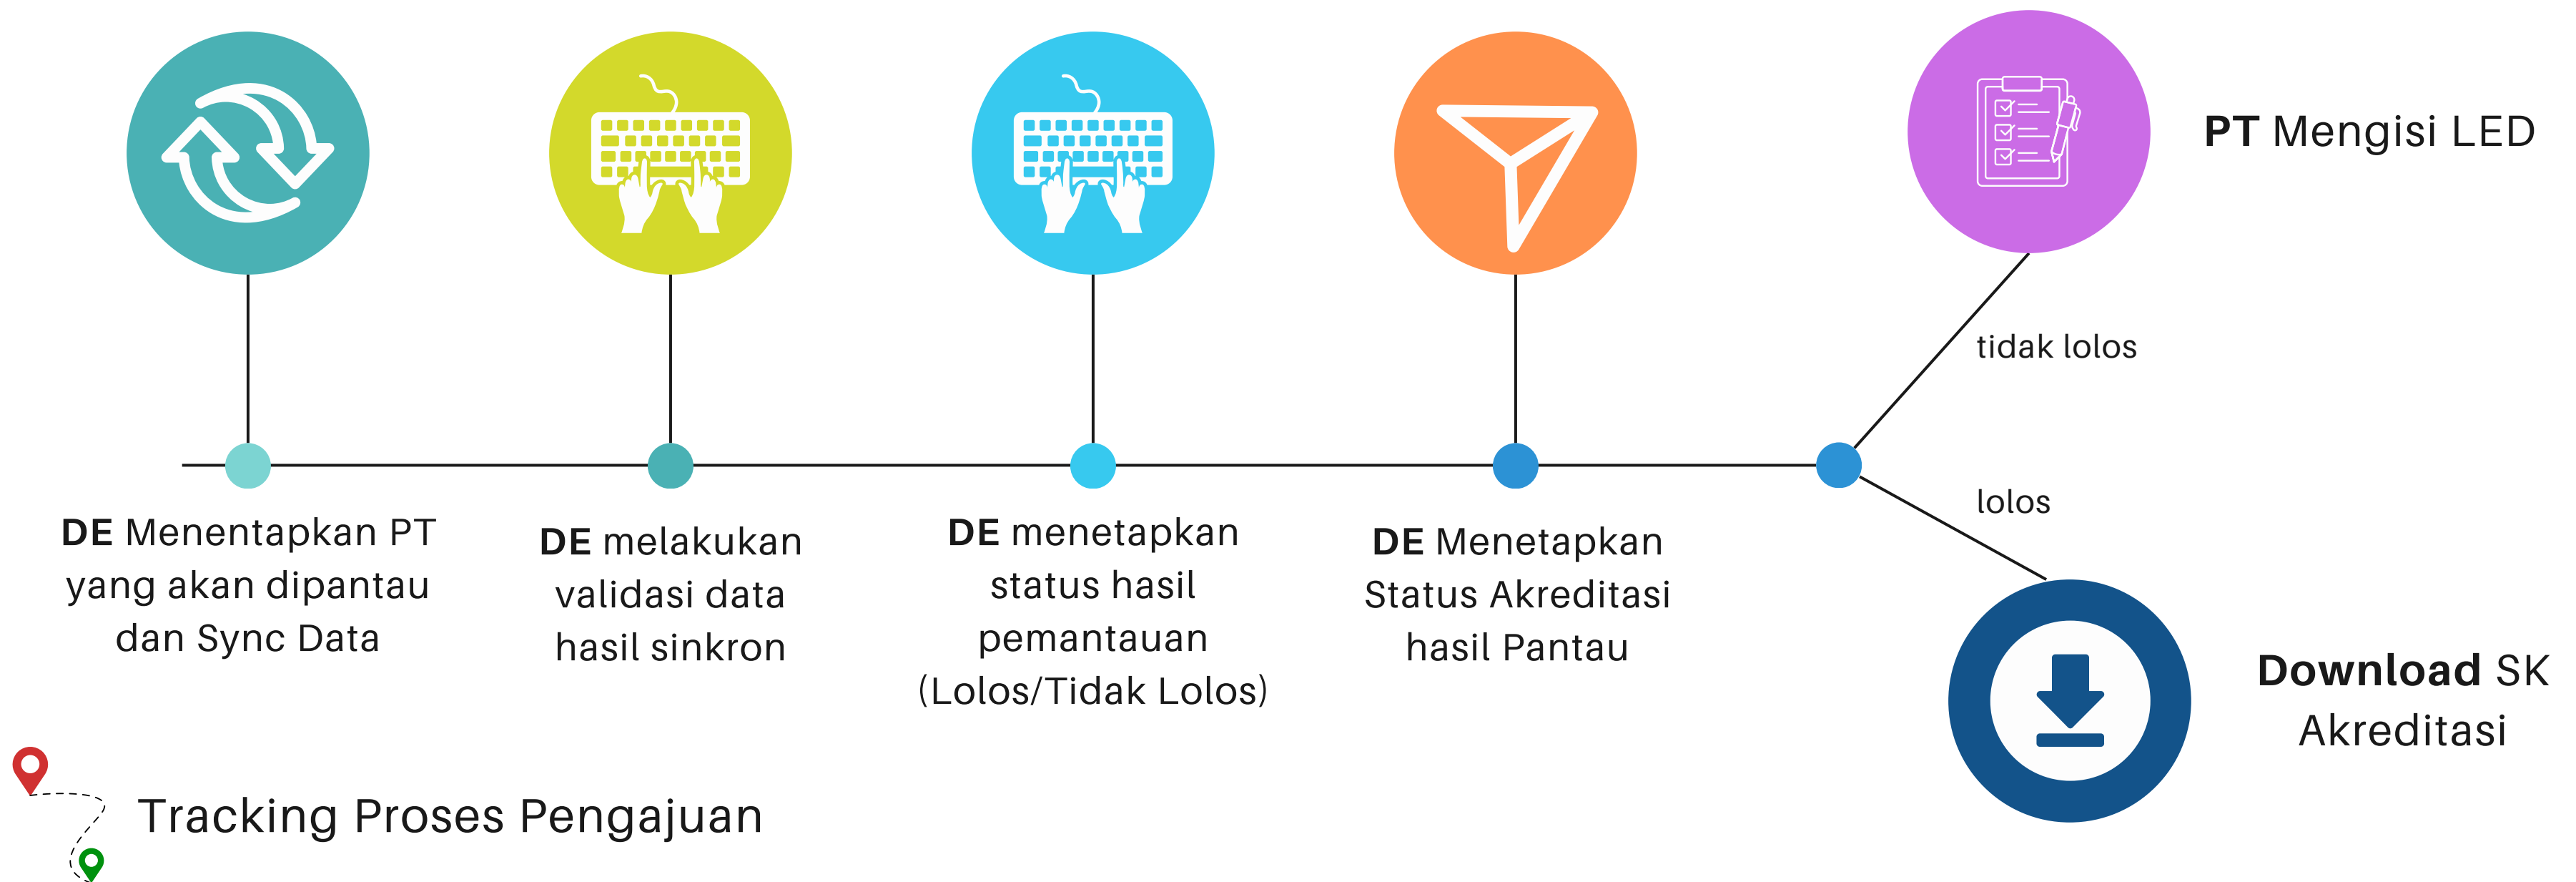 PT Mengisi LED
tidak lolos
lolos
DE Menentapkan PT
yang akan dipantau
dan Sync Data
DE melakukan
validasi data
hasil sinkron
DE menetapkan
status hasil
pemantauan
(Lolos/Tidak Lolos)
DE Menetapkan
Status Akreditasi
hasil Pantau
Download SK
Akreditasi
Tracking Proses Pengajuan